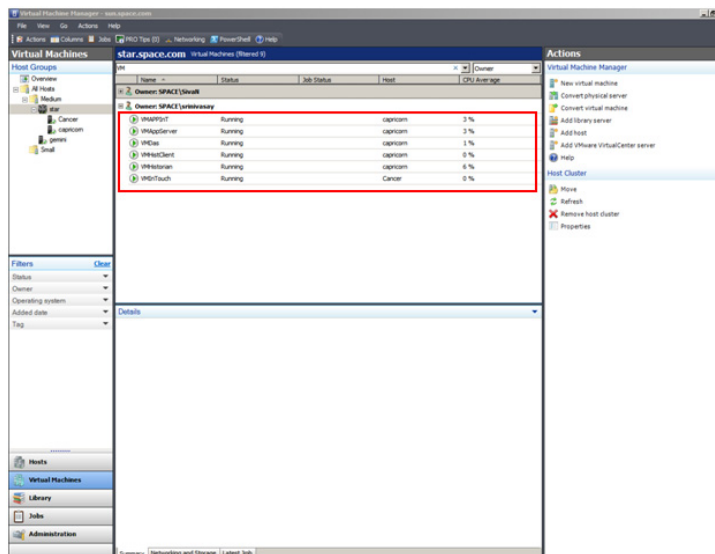 Virtual Machine Manager - sun.space.com
File View Go Actions Help
Actions Columns Jobs PRO Tips (0) Networking PowerShell Help
Virtual Machines
Host Groups
Overview
All Hosts
Medium
star
Cancer
capricorn
gemini
Small
Filters Clear
Status
Owner
Operating system
Added date
Tag
Hosts
Virtual Machines
Library
Jobs
Administration
star.space.com Virtual Machines (filtered 9)
VM Owner
Name Status Job Status Host CPU Average
Owner: SPACE\SivaN
Owner: SPACE\srinivasay
Running capricorn 3 %
VMAppServer Running capricorn 3 %
VMDas Running capricorn 1 %
VMHistClient Running capricorn 0 %
VMHistorian Running capricorn 6 %
VMInTouch Running Cancer 0 %
Details
Summary Networking and Storage Latest Job
Actions
Virtual Machine Manager
New virtual machine
Convert physical server
Convert virtual machine
Add library server
Add host
Add VMware VirtualCenter server
Help
Host Cluster
Move
Refresh
Remove host cluster
Properties